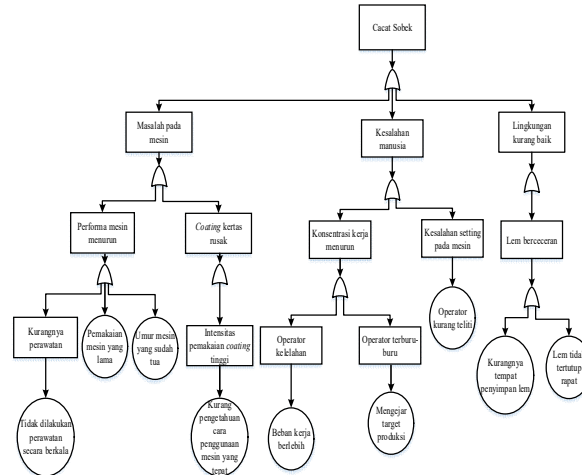 Cacat Sobek
Masalah pada
mesin
Kesalahan
manusia
Lingkungan
kurang baik
Performa mesin
menurun
Coating kertas
rusak
Konsentrasi kerja
menurun
Kesalahan setting
pada mesin
Lem berceceran
Kurangnya
perawatan
Pemakaian
mesin yang
lama
Umur mesin
yang sudah
tua
Intensitas
pemakaian coating
tinggi
Operator
kelelahan
Operator terburu-
buru
Operator
kurang teliti
Kurangnya
tempat
penyimpan lem
Lem tidak
tertutup
rapat
Tidak dilakukan
perawatan
secara berkala
Kurang
pengetahuan
cara
penggunaan
mesin yang
tepat
Beban kerja
berlebih
Mengejar
target
produksi